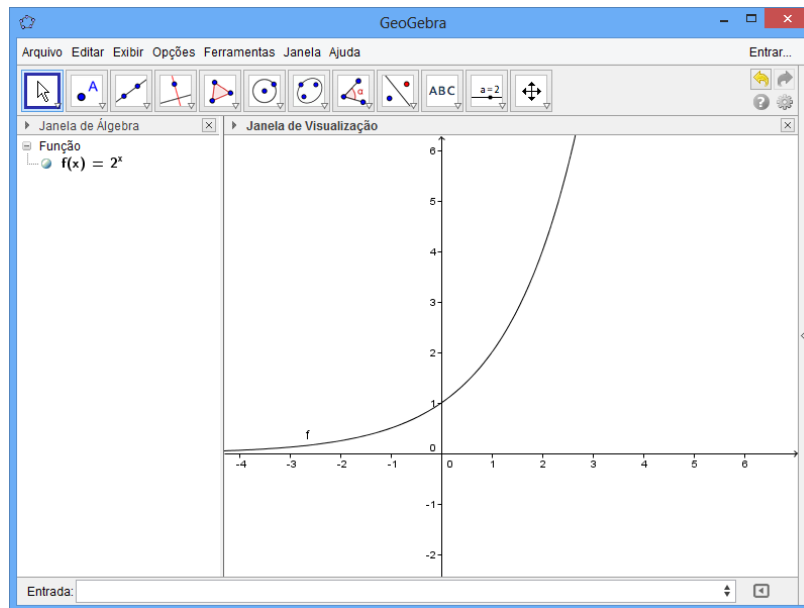 GeoGebra
Arquivo Editar Exibir Opções Ferramentas Janela Ajuda Entrar...
A α ABC a=2
Janela de Álgebra
Janela de Visualização
Função
f(x) = 2ˣ
6
5
4
3
2
1
f
0
-4 -3 -2 -1 0 1 2 3 4 5 6
-1
-2
Entrada: